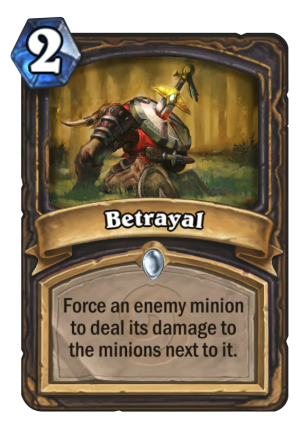 2
Betrayal
Force an enemy minion
to deal its damage to
the minions next to it.